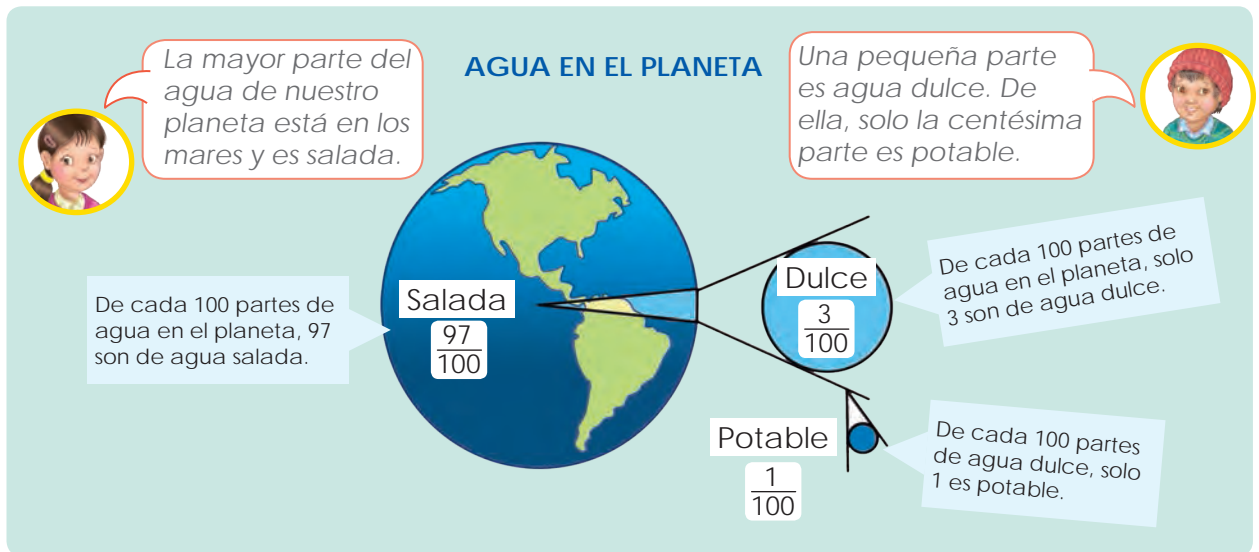 La mayor parte del
agua de nuestro
planeta está en los
mares y es salada.
AGUA EN EL PLANETA
Una pequeña parte
es agua dulce. De
ella, solo la centésima
parte es potable.
De cada 100 partes de
agua en el planeta, 97
son de agua salada.
Salada
97
100
Dulce
3
100
De cada 100 partes de
agua en el planeta, solo
3 son de agua dulce.
Potable
1
100
De cada 100 partes
de agua dulce, solo
1 es potable.